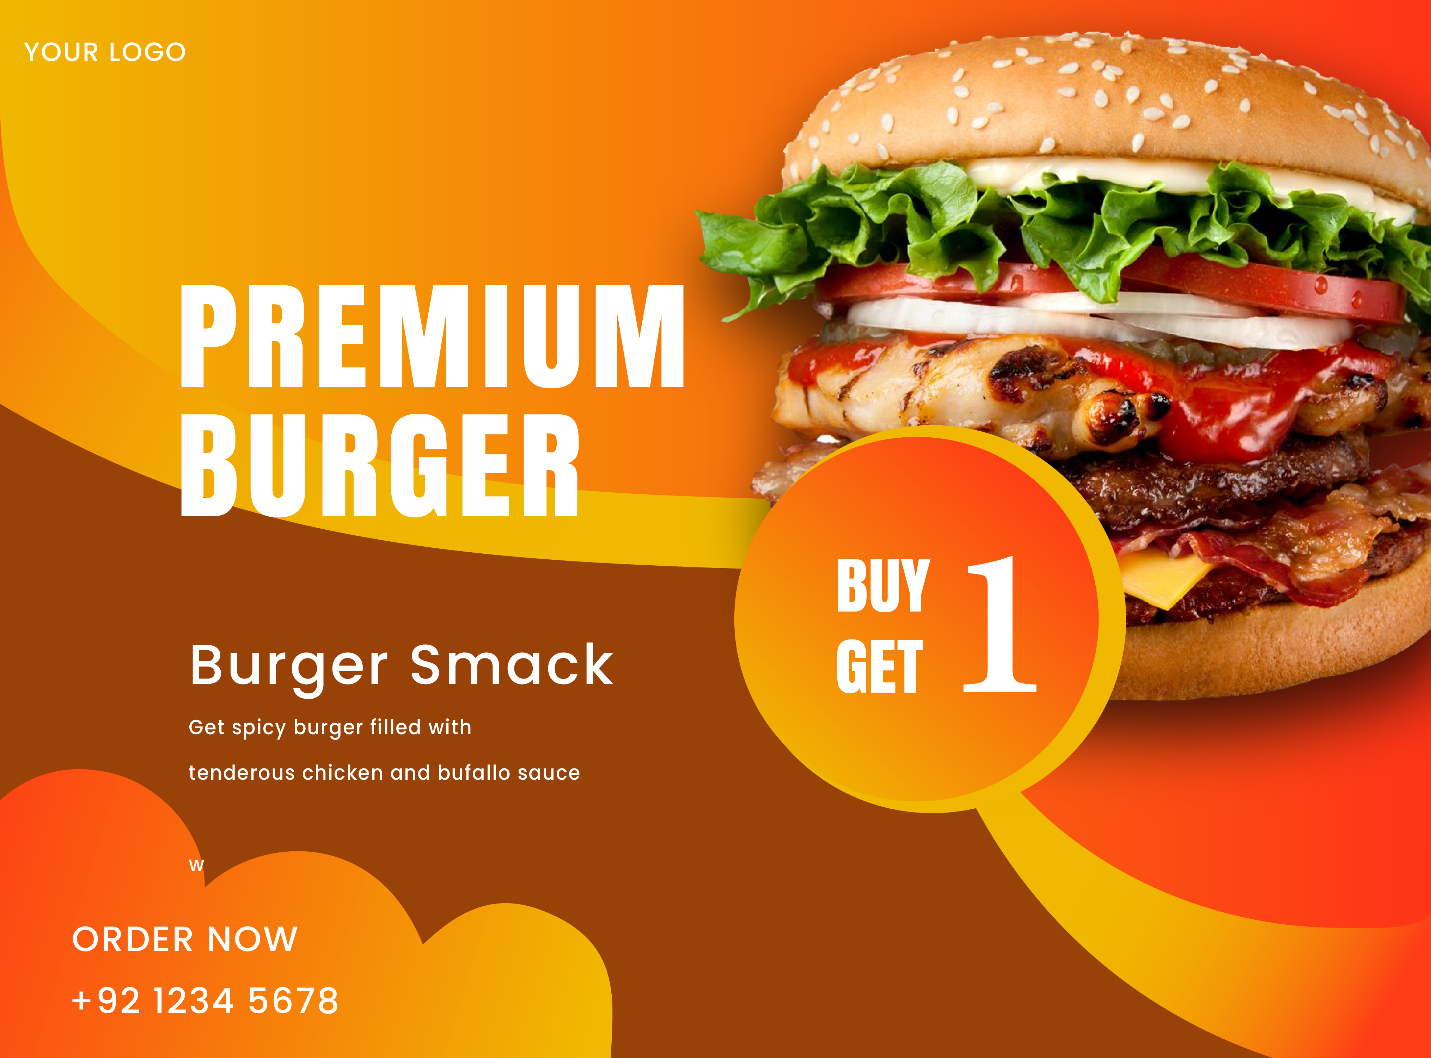 YOUR LOGO
PREMIUM
BURGER
BUY
GET 1
Burger Smack
Get spicy burger filled with
tenderous chicken and bufallo sauce
w
ORDER NOW
+92 1234 5678